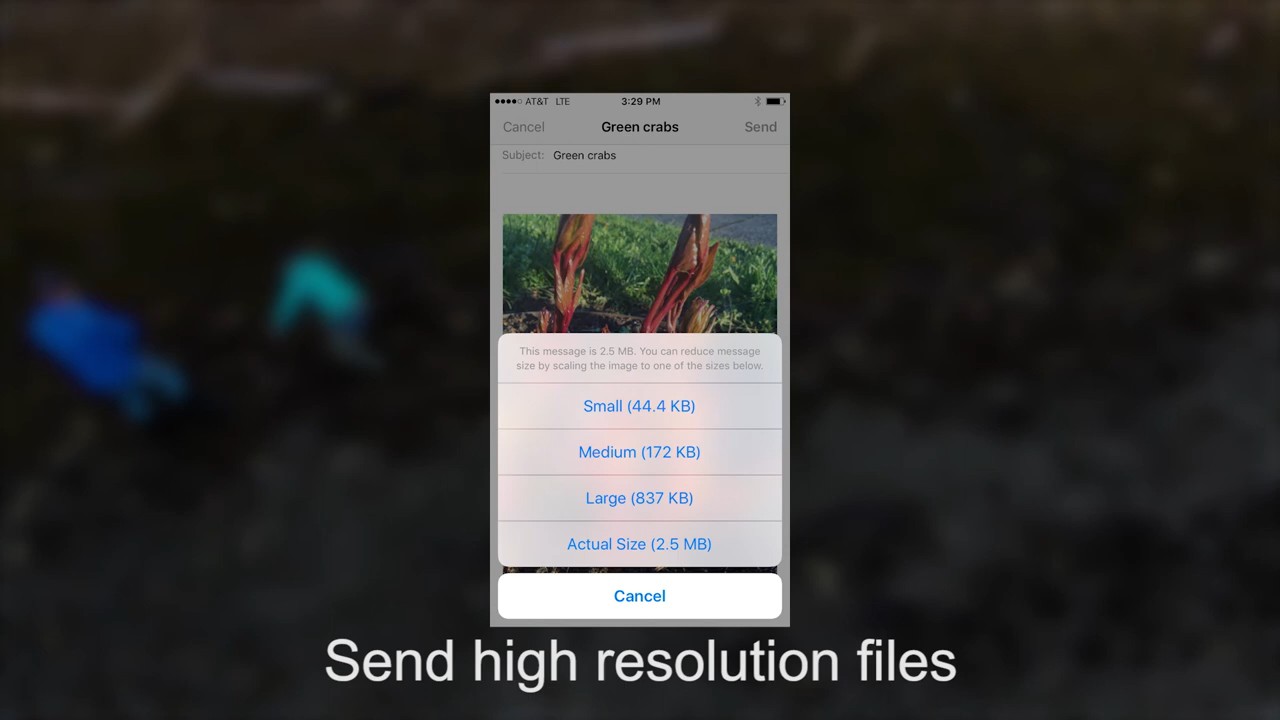 AT&T LTE 3:29 PM
Cancel Green crabs Send
Subject: Green crabs
This message is 2.5 MB. You can reduce message
size by scaling the image to one of the sizes below.
Small (44.4 KB)
Medium (172 KB)
Large (837 KB)
Actual Size (2.5 MB)
Cancel
Send high resolution files